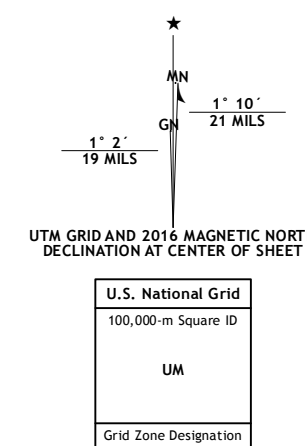 ★
MN
GN
1° 10´
21 MILS
1° 2´
19 MILS
UTM GRID AND 2016 MAGNETIC NORT
DECLINATION AT CENTER OF SHEET
U.S. National Grid
100,000-m Square ID
UM
Grid Zone Designation